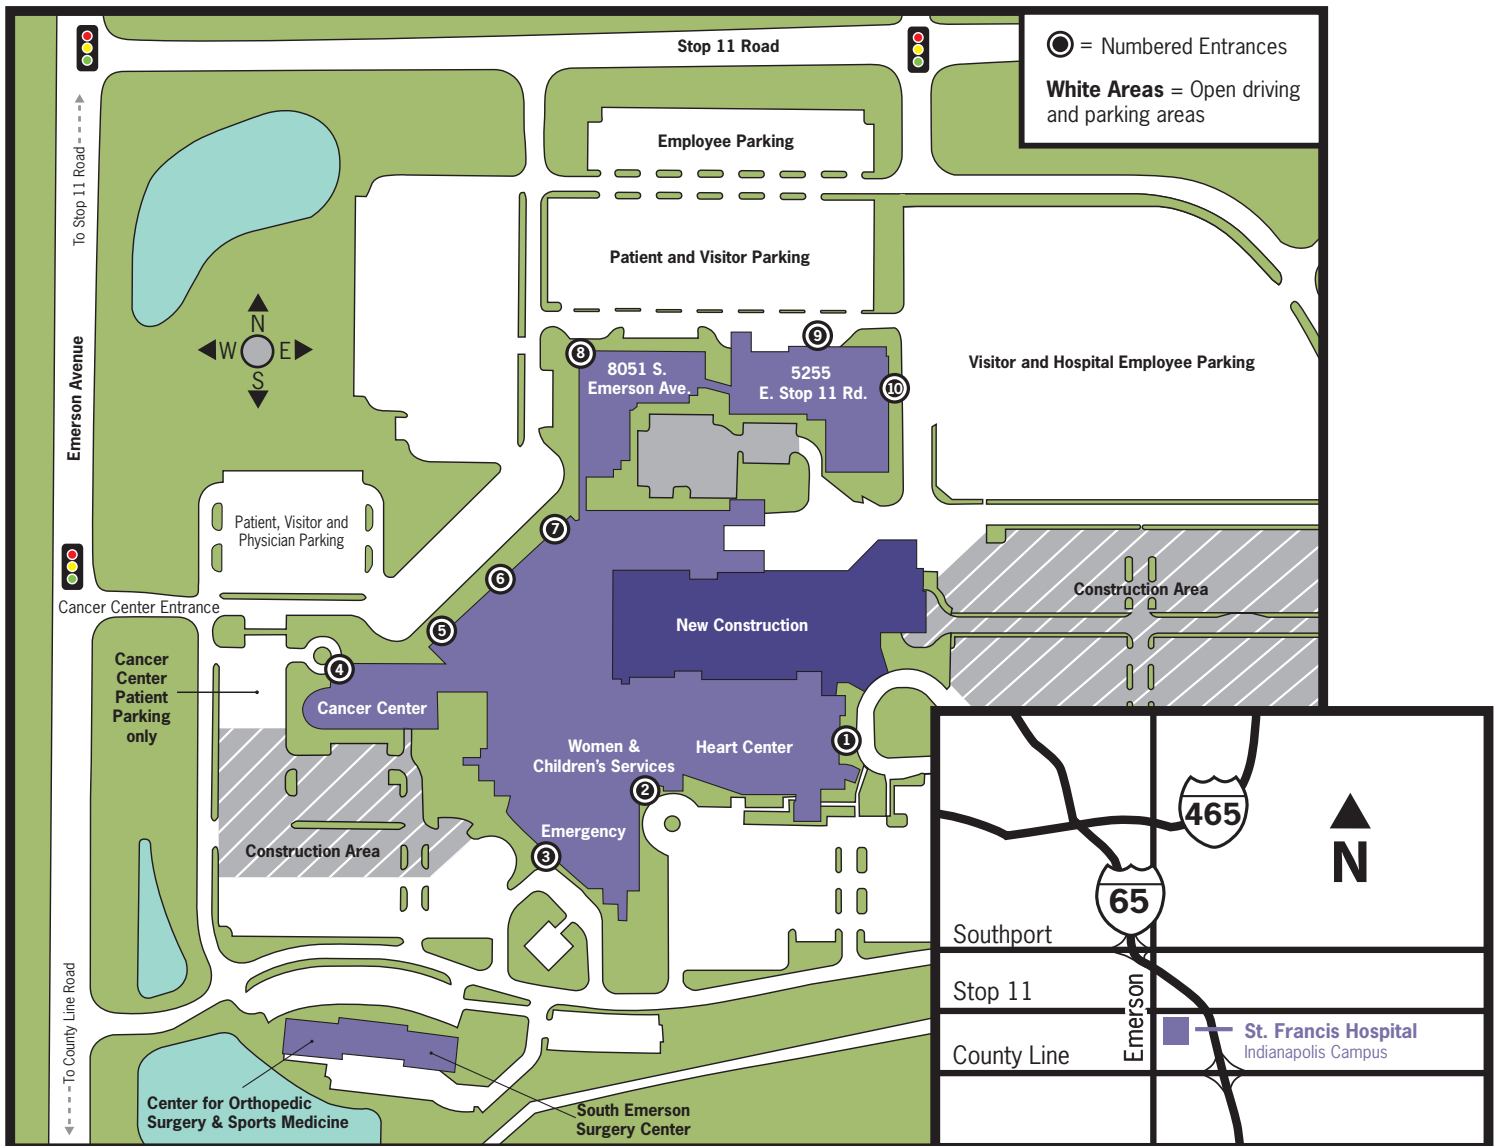 Stop 11 Road
= Numbered Entrances
White Areas = Open driving
and parking areas
To Stop 11 Road
Employee Parking
Patient and Visitor Parking
N
W E
S
Emerson Avenue
9
8
8051 S.
Emerson Ave.
5255
E. Stop 11 Rd.
10
Visitor and Hospital Employee Parking
Patient, Visitor and
Physician Parking
7
6
5
4
Cancer Center Entrance
Construction Area
New Construction
Cancer
Center
Patient
Parking
only
Cancer Center
Women &
Children's Services
Heart Center
1
2
Emergency
3
Construction Area
To County Line Road
Center for Orthopedic
Surgery & Sports Medicine
South Emerson
Surgery Center
465
N
65
Southport
Stop 11
Emerson
St. Francis Hospital
Indianapolis Campus
County Line